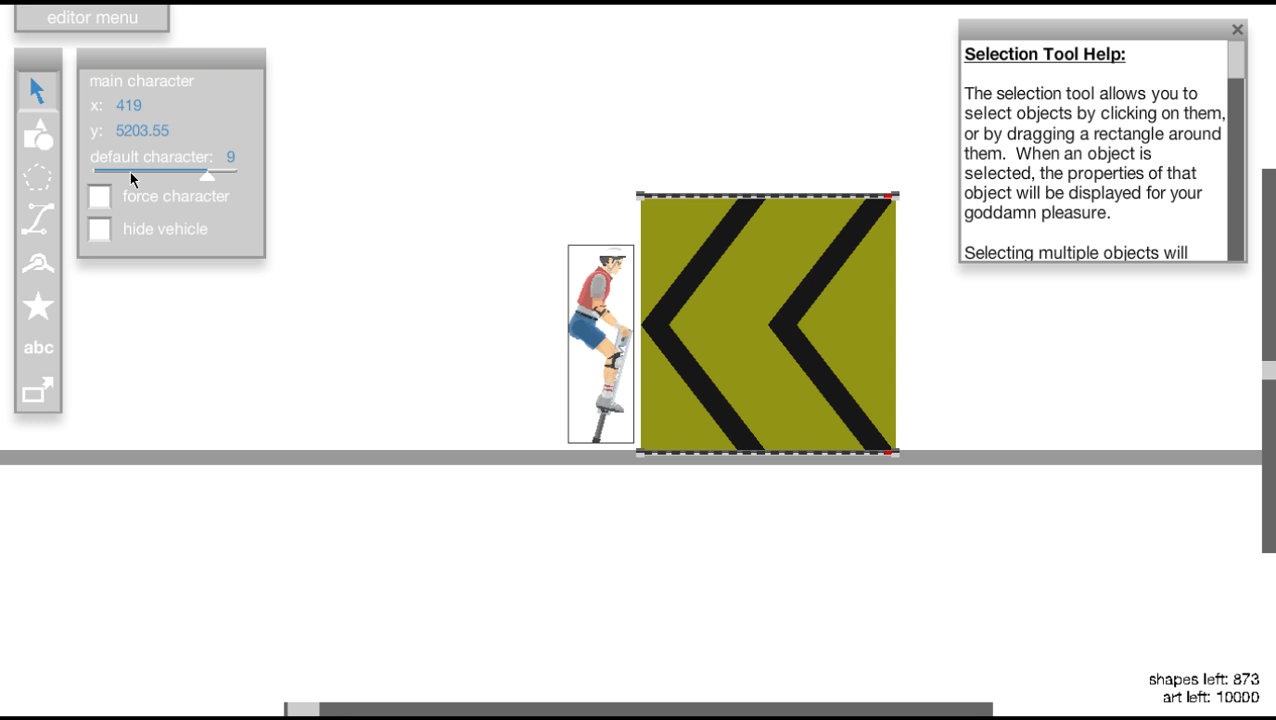 editor menu
main character
x: 419
y: 5203.55
default character: 9
force character
hide vehicle
abc
Selection Tool Help:
The selection tool allows you to
select objects by clicking on them,
or by dragging a rectangle around
them. When an object is
selected, the properties of that
object will be displayed for your
goddamn pleasure.
Selecting multiple objects will
shapes left: 873
art left: 10000